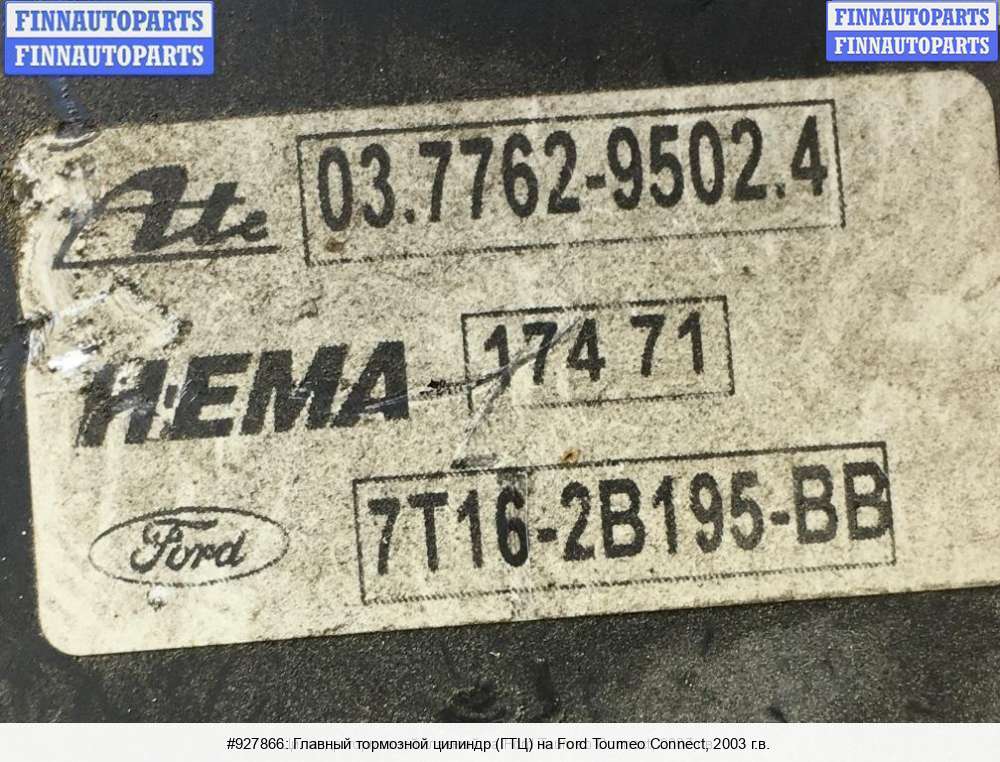 FINNAUTOPARTS
FINNAUTOPARTS
FINNAUTOPARTS
FINNAUTOPARTS
Ate 03.7762-9502.4
HEMA 174 71
Ford 7T16-2B195-BB
#927866: Главный тормозной цилиндр (ГТЦ) на Ford Tourneo Connect, 2003 г.в.